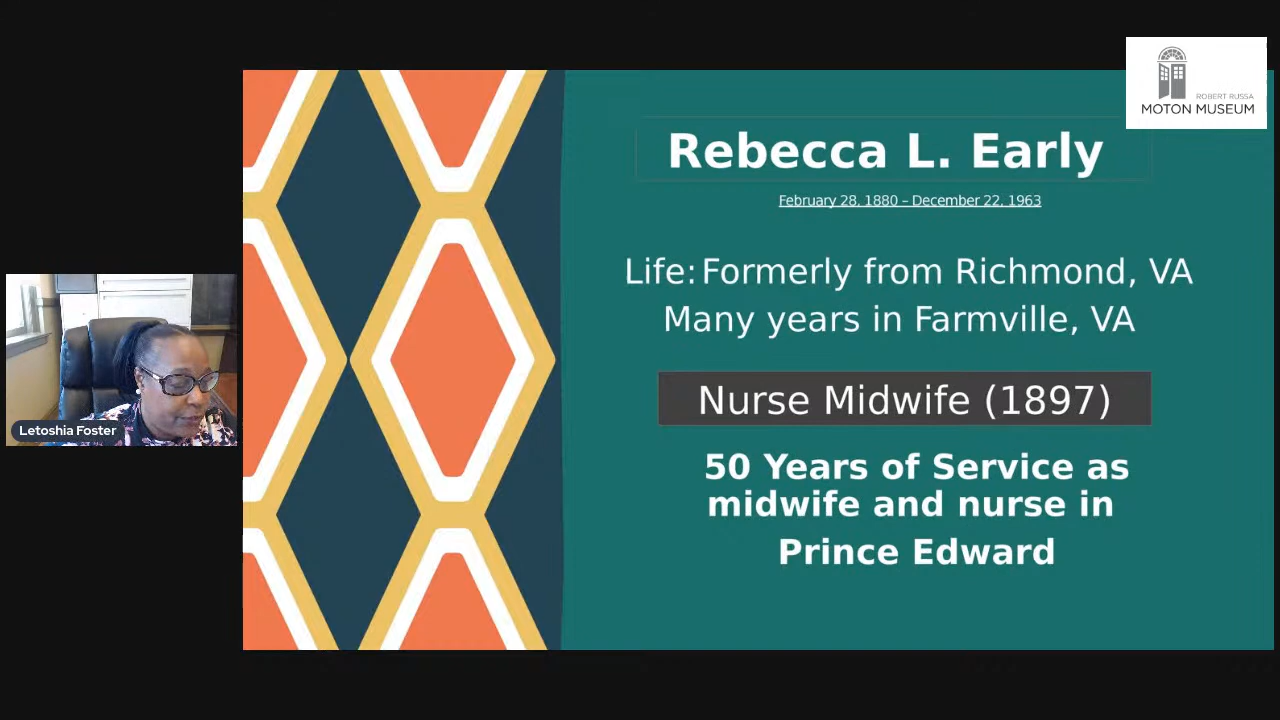 ROBERT RUSSA
MOTON MUSEUM
Rebecca L. Early
February 28, 1880 – December 22, 1963
Life: Formerly from Richmond, VA
Many years in Farmville, VA
Nurse Midwife (1897)
50 Years of Service as
midwife and nurse in
Prince Edward
Letoshia Foster